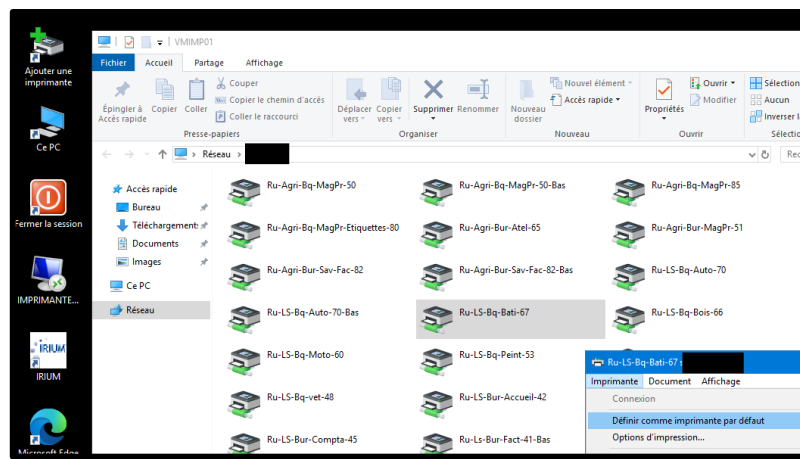 Ajouter une
imprimante
Ce PC
Fermer la session
IMPRIMANTE...
IRIUM
IRIUM
Microsoft Edge
VMIMP01
Fichier Accueil Partage Affichage
Épingler à
Accès rapide
Copier
Coller
Couper
Copier le chemin d'accès
Coller le raccourci
Presse-papiers
Déplacer
vers
Copier
vers
Supprimer
Renommer
Organiser
Nouveau
dossier
Nouvel élément
Accès rapide
Nouveau
Propriétés
Ouvrir
Modifier
Ouvrir
Sélection
Aucun
Inverser
Réseau
Accès rapide
Bureau
Téléchargements
Documents
Images
Ce PC
Réseau
Ru-Agri-Bq-MagPr-50 Ru-Agri-Bq-MagPr-50-Bas Ru-Agri-Bq-MagPr-85
Ru-Agri-Bq-MagPr-Etiquettes-80 Ru-Agri-Bur-Atel-65 Ru-Agri-Bur-MagPr-51
Ru-Agri-Bur-Sav-Fac-82 Ru-Agri-Bur-Sav-Fac-82-Bas Ru-LS-Bq-Auto-70
Ru-LS-Bq-Auto-70-Bas Ru-LS-Bq-Bati-67 Ru-LS-Bq-Bois-66
Ru-LS-Bq-Moto-60 Ru-LS-Bq-Peint-53
Ru-LS-Bq-vet-48 Ru-LS-Bur-Accueil-42
Ru-LS-Bur-Compta-45 Ru-Ls-Bur-Fact-41-Bas
Ru-LS-Bq-Bati-67
Imprimante Document Affichage
Connexion
Définir comme imprimante par défaut
Options d'impression...